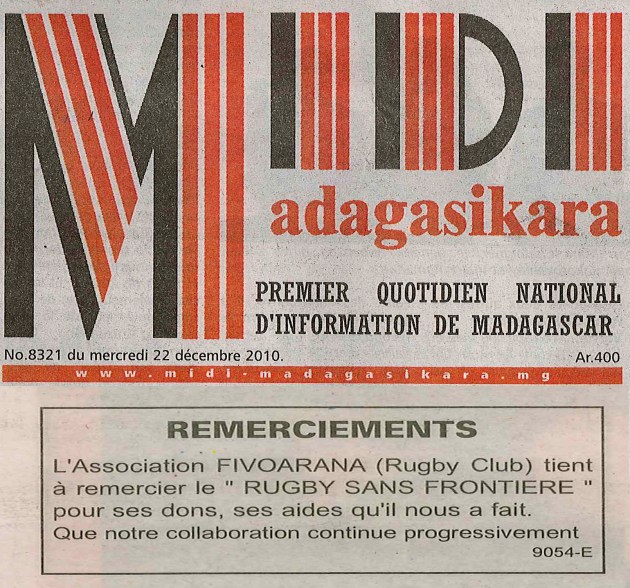 MIDI
Madagasikara
PREMIER QUOTIDIEN NATIONAL
D'INFORMATION DE MADAGASCAR
No.8321 du mercredi 22 décembre 2010. Ar.400
www.midi-madagasikara.mg
REMERCIEMENTS
L'Association FIVOARANA (Rugby Club) tient
à remercier le " RUGBY SANS FRONTIERE "
pour ses dons, ses aides qu'il nous a fait.
Que notre collaboration continue progressivement
9054-E